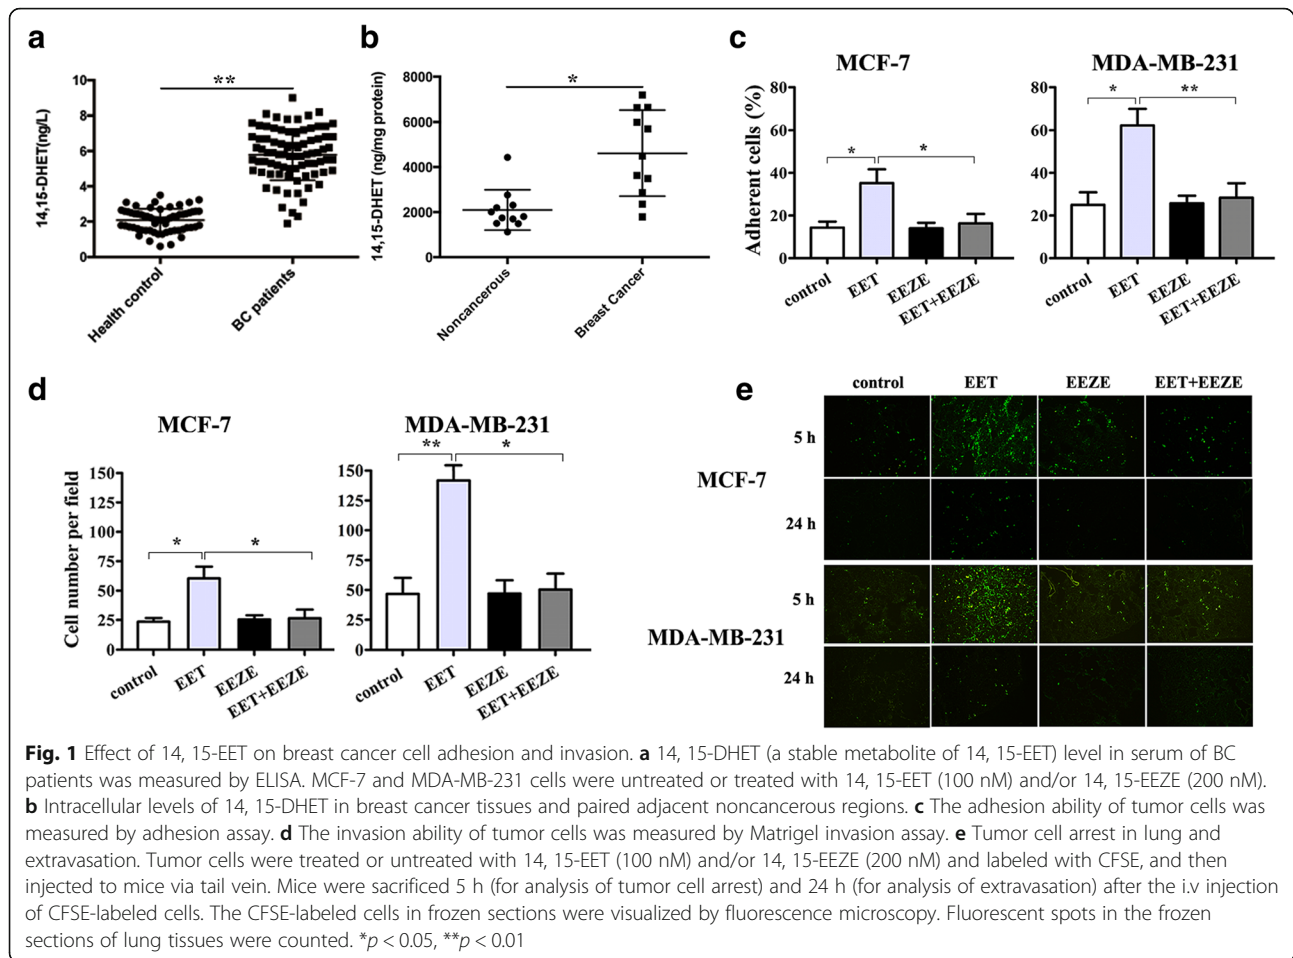 a
14,15-DHET(ng/L)
10
8
6
4
2
0
**
Health control
BC patients
b
14,15-DHET (ng/mg protein)
8000
6000
4000
2000
0
*
Noncancerous
Breast Cancer
c
MCF-7
Adherent cells (%)
80
60
40
20
0
* *
control
EET
EEZE
EET+EEZE
MDA-MB-231
80
60
40
20
0
* **
control
EET
EEZE
EET+EEZE
d
MCF-7
Cell number per field
150
125
100
75
50
25
0
* *
control
EET
EEZE
EET+EEZE
MDA-MB-231
150
125
100
75
50
25
0
** *
control
EET
EEZE
EET+EEZE
e
control EET EEZE EET+EEZE
MCF-7
5 h
24 h
MDA-MB-231
5 h
24 h
Fig. 1 Effect of 14, 15-EET on breast cancer cell adhesion and invasion. a 14, 15-DHET (a stable metabolite of 14, 15-EET) level in serum of BC
patients was measured by ELISA. MCF-7 and MDA-MB-231 cells were untreated or treated with 14, 15-EET (100 nM) and/or 14, 15-EEZE (200 nM).
b Intracellular levels of 14, 15-DHET in breast cancer tissues and paired adjacent noncancerous regions. c The adhesion ability of tumor cells was
measured by adhesion assay. d The invasion ability of tumor cells was measured by Matrigel invasion assay. e Tumor cell arrest in lung and
extravasation. Tumor cells were treated or untreated with 14, 15-EET (100 nM) and/or 14, 15-EEZE (200 nM) and labeled with CFSE, and then
injected to mice via tail vein. Mice were sacrificed 5 h (for analysis of tumor cell arrest) and 24 h (for analysis of extravasation) after the i.v injection
of CFSE-labeled cells. The CFSE-labeled cells in frozen sections were visualized by fluorescence microscopy. Fluorescent spots in the frozen
sections of lung tissues were counted. *p < 0.05, **p < 0.01